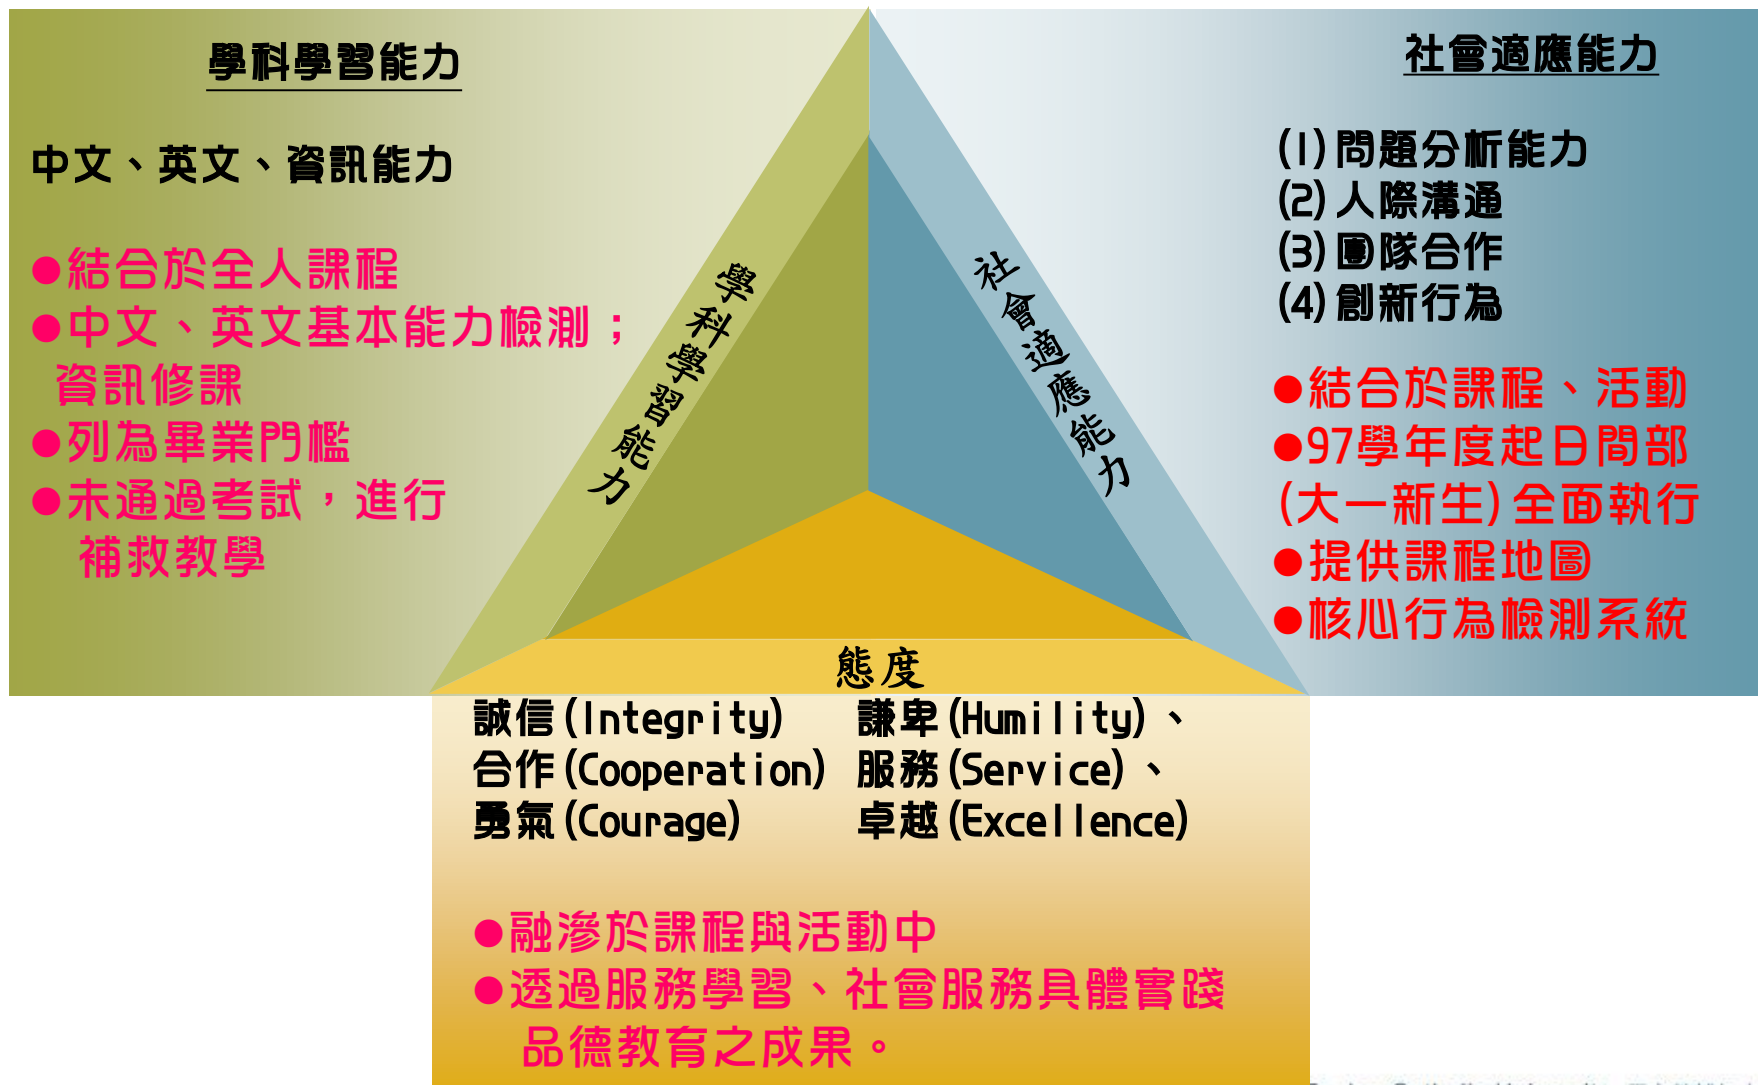 學科學習能力
中文、英文、資訊能力
●結合於全人課程
●中文、英文基本能力檢測；
資訊修課
●列為畢業門檻
●未通過考試，進行
補救教學
學科學習能力
社會適應能力
社會適應能力
(1)問題分析能力
(2)人際溝通
(3)團隊合作
(4)創新行為
●結合於課程、活動
●97學年度起日間部
(大一新生)全面執行
●提供課程地圖
●核心行為檢測系統
態度
誠信(Integrity) 謙卑(Humility)、
合作(Cooperation) 服務(Service)、
勇氣(Courage) 卓越(Excellence)
●融滲於課程與活動中
●透過服務學習、社會服務具體實踐
品德教育之成果。